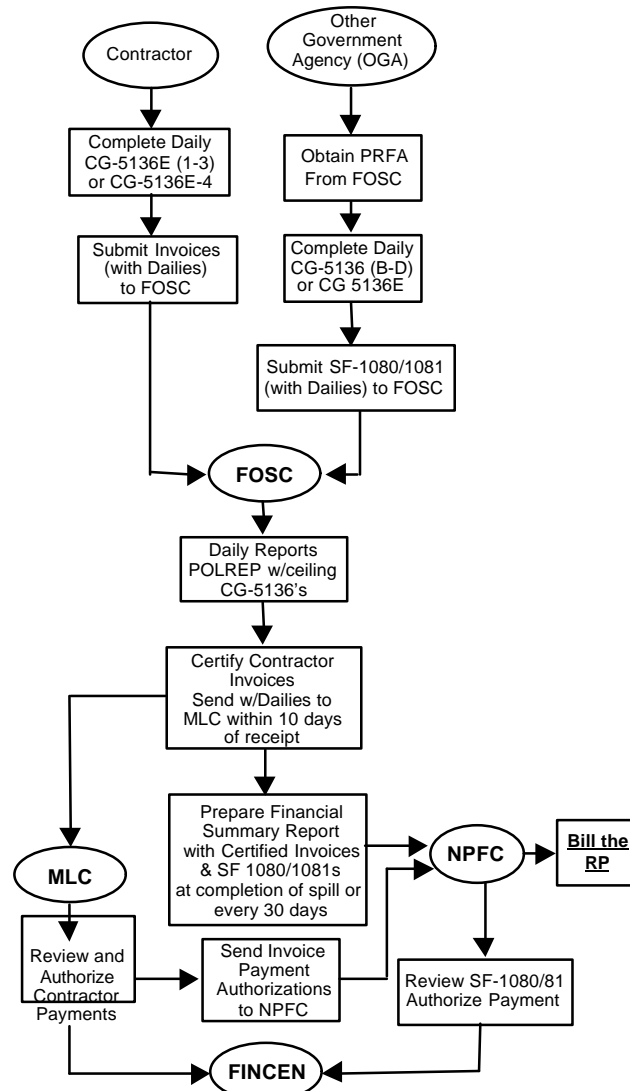 Contractor
Other
Government
Agency (OGA)
Complete Daily
CG-5136E (1-3)
or CG-5136E-4
Obtain PRFA
From FOSC
Submit Invoices
(with Dailies)
to FOSC
Complete Daily
CG-5136 (B-D)
or CG 5136E
Submit SF-1080/1081
(with Dailies) to FOSC
FOSC
Daily Reports
POLREP w/ceiling
CG-5136's
Certify Contractor
Invoices
Send w/Dailies to
MLC within 10 days
of receipt
Prepare Financial
Summary Report
with Certified Invoices
& SF 1080/1081s
at completion of spill or
every 30 days
NPFC
Bill the
RP
MLC
Review and
Authorize
Contractor
Payments
Send Invoice
Payment
Authorizations
to NPFC
Review SF-1080/81
Authorize Payment
FINCEN